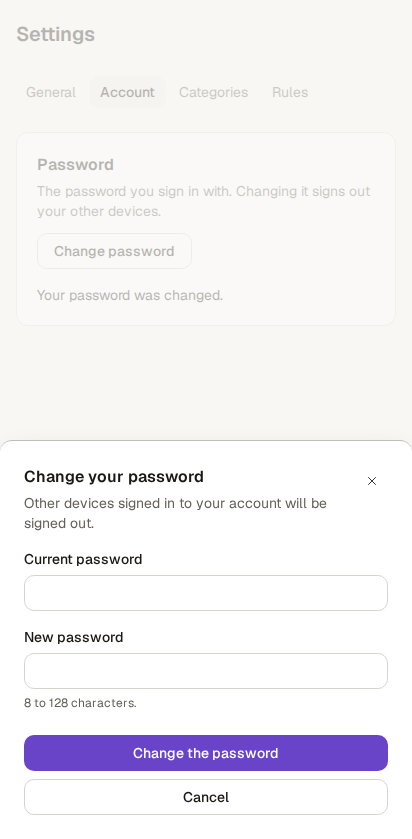 Settings
General Account Categories Rules
Password
The password you sign in with. Changing it signs out
your other devices.
Change password
Your password was changed.
Change your password
Other devices signed in to your account will be
signed out.
Current password
New password
8 to 128 characters.
Change the password
Cancel